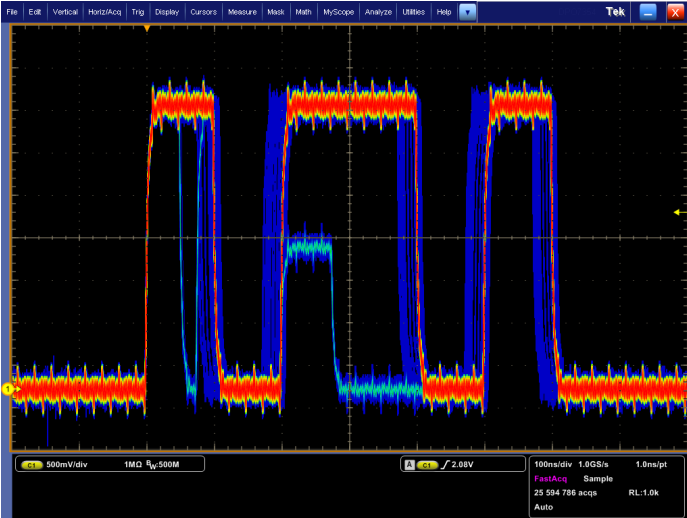 File Edit Vertical Horiz/Acq Trig Display Cursors Measure Mask Math MyScope Analyze Utilities Help Tek X
1
C1 500mV/div 1MΩ BW:500M
A C1 2.08V
100ns/div 1.0GS/s 1.0ns/pt
FastAcq Sample
25 594 786 acqs RL:1.0k
Auto